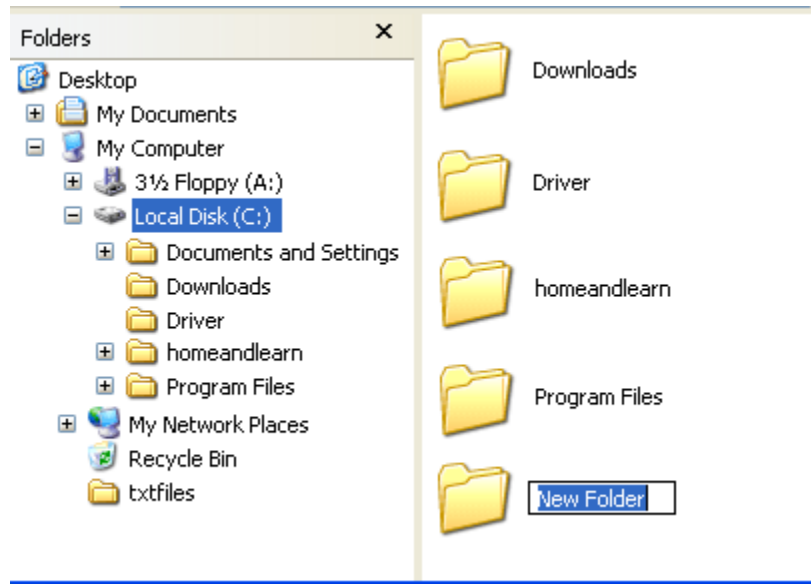 Folders
Desktop
My Documents
My Computer
3½ Floppy (A:)
Local Disk (C:)
Documents and Settings
Downloads
Driver
homeandlearn
Program Files
My Network Places
Recycle Bin
txtfiles
Downloads
Driver
homeandlearn
Program Files
New Folder